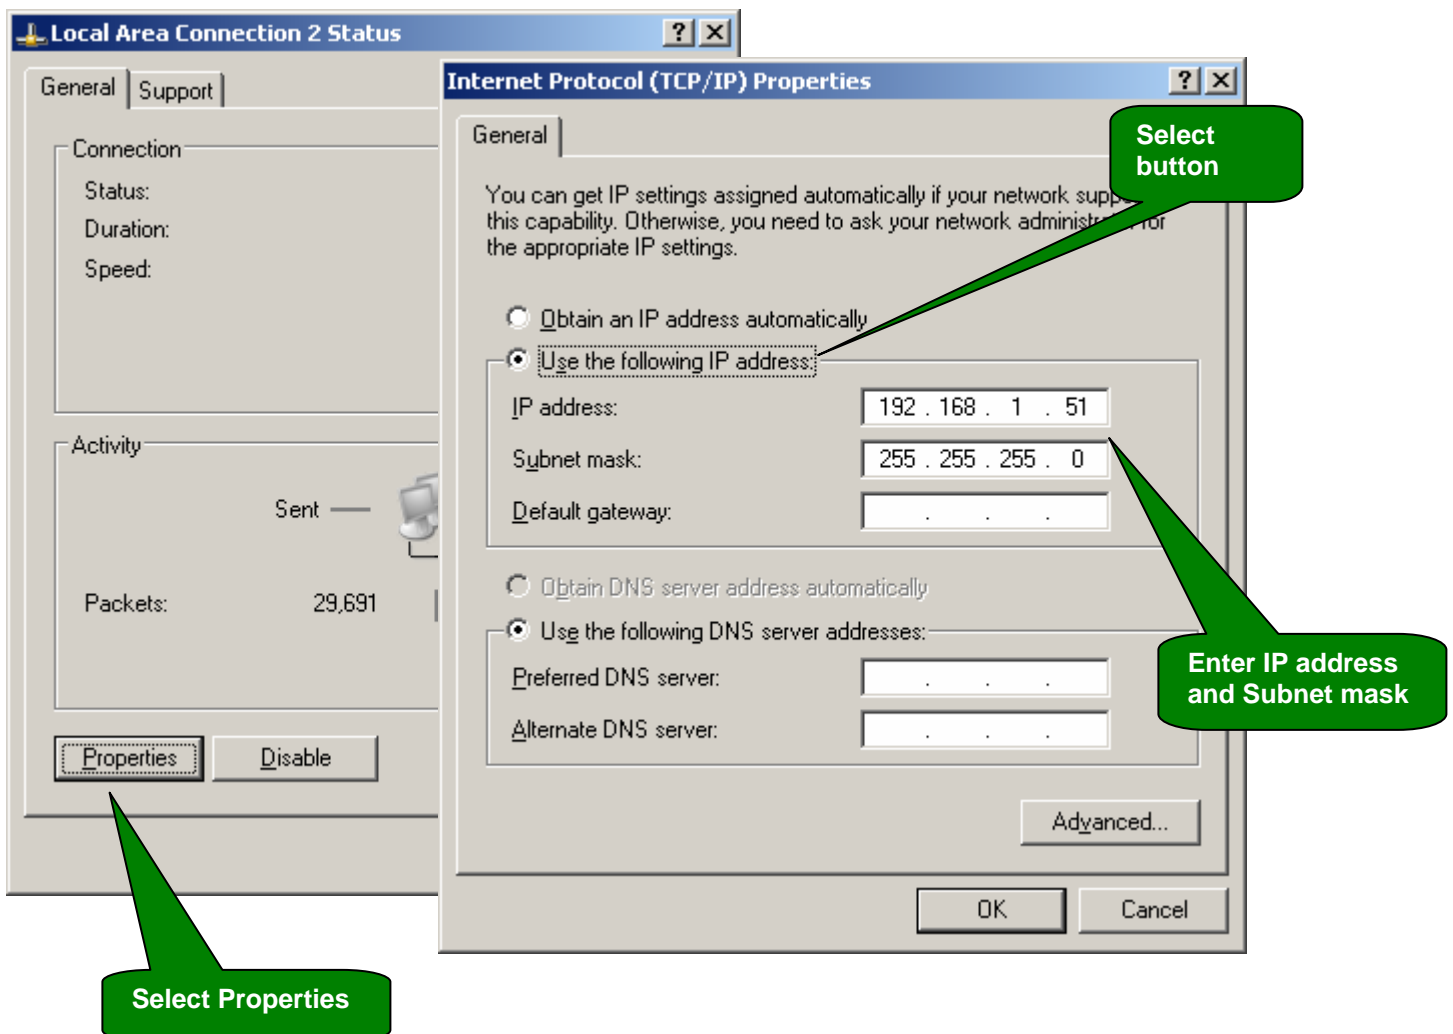 Local Area Connection 2 Status
General
Support
Connection
Status:
Duration:
Speed:
Activity
Sent
Packets:
29,691
Properties
Disable
Select Properties
Internet Protocol (TCP/IP) Properties
General
Select
button
You can get IP settings assigned automatically if your network
this capability. Otherwise, you need to ask your network for
the appropriate IP settings.
Obtain an IP address automatically
Use the following IP address:
IP address: 192 . 168 . 1 . 51
Subnet mask: 255 . 255 . 255 . 0
Default gateway: . . .
Obtain DNS server address automatically
Use the following DNS server addresses:
Preferred DNS server: . . .
Alternate DNS server: . . .
Enter IP address
and Subnet mask
Advanced...
OK
Cancel